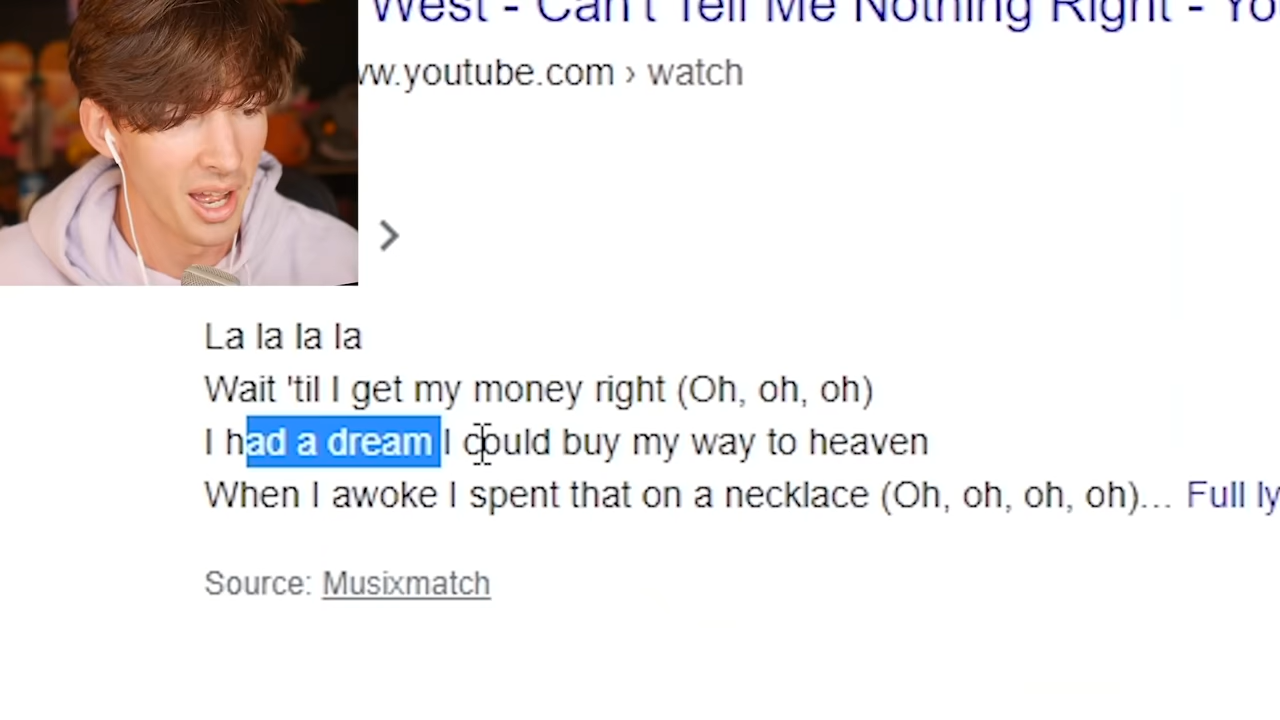 West - Can't Tell Me Nothing Right - Yo
vw.youtube.com › watch
La la la la
Wait 'til I get my money right (Oh, oh, oh)
I had a dream I could buy my way to heaven
When I awoke I spent that on a necklace (Oh, oh, oh, oh)... Full ly
Source: Musixmatch